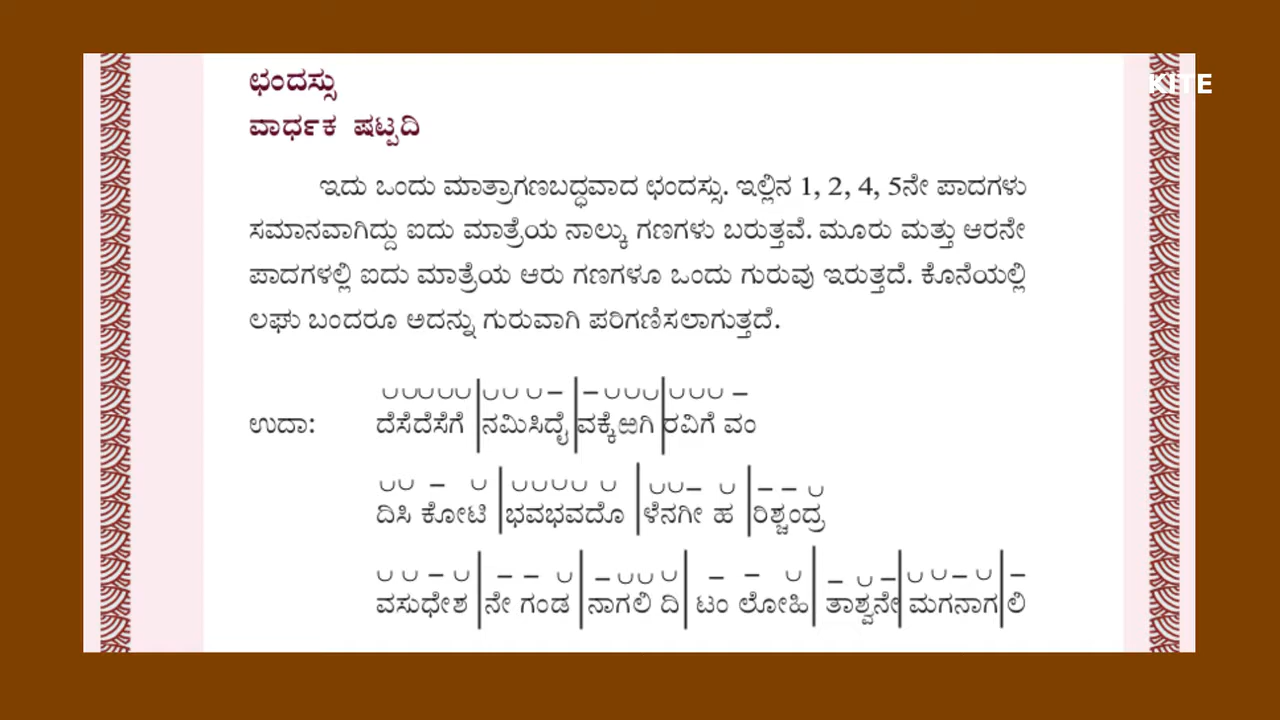 ಛಂದಸ್ಸು
KITE
ವಾರ್ಧಕ ಷಟ್ಪದಿ
ಇದು ಒಂದು ಮಾತ್ರಾಗಣಬದ್ಧವಾದ ಛಂದಸ್ಸು. ಇಲ್ಲಿನ 1, 2, 4, 5ನೇ ಪಾದಗಳು
ಸಮಾನವಾಗಿದ್ದು ಐದು ಮಾತ್ರೆಯ ನಾಲ್ಕು ಗಣಗಳು ಬರುತ್ತವೆ. ಮೂರು ಮತ್ತು ಆರನೇ
ಪಾದಗಳಲ್ಲಿ ಐದು ಮಾತ್ರೆಯ ಆರು ಗಣಗಳೂ ಒಂದು ಗುರುವು ಇರುತ್ತದೆ. ಕೊನೆಯಲ್ಲಿ
ಲಘು ಬಂದರೂ ಅದನ್ನು ಗುರುವಾಗಿ ಪರಿಗಣಿಸಲಾಗುತ್ತದೆ.
∪∪∪∪∪|∪∪ ∪–|–∪∪∪|∪∪∪ –
ಉದಾ: ದೆಸೆದೆಸೆಗೆ |ನಮಿಸಿದೈ |ವಕ್ಕೆಱಗಿ |ರವಿಗೆ ವಂ
∪∪ – ∪ |∪∪∪∪ ∪ |∪∪– ∪ |– – ∪
ದಿಸಿ ಕೋಟಿ |ಭವಭವದೊ |ಳೆನಗೀ ಹ |ರಿಶ್ಚಂದ್ರ
∪ ∪ – ∪ |– – ∪ |–∪∪ ∪ |– – ∪ |– ∪ –|∪ ∪– ∪ |–
ವಸುಧೇಶ |ನೇ ಗಂಡ |ನಾಗಲಿ ದಿ |ಟಂ ಲೋಹಿ |ತಾಶ್ವನೇ |ಮಗನಾಗ |ಲಿ